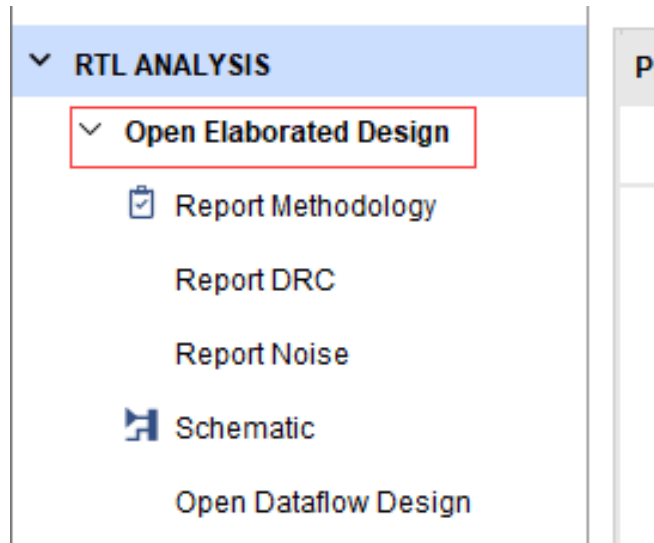 RTL ANALYSIS
P
Open Elaborated Design
Report Methodology
Report DRC
Report Noise
Schematic
Open Dataflow Design